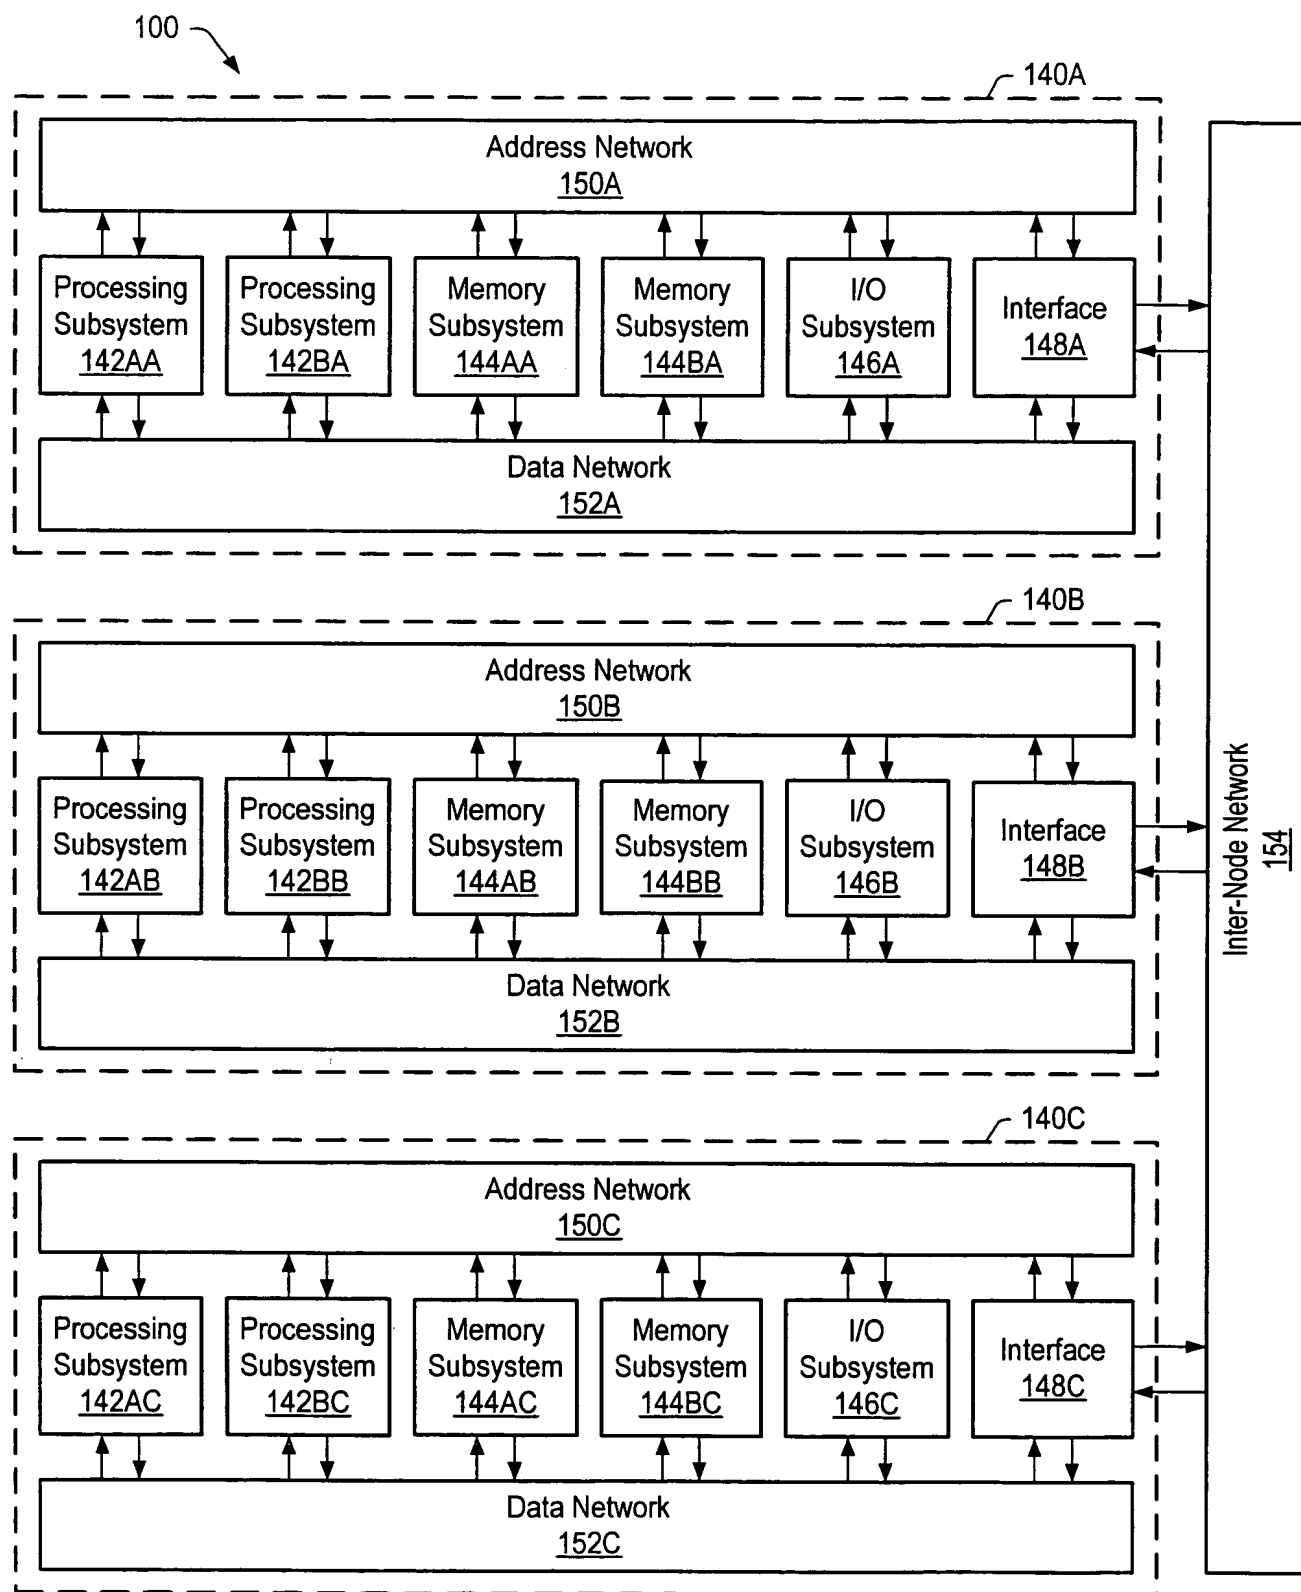 100
140A
Address Network
150A
Processing
Subsystem
142AA
Processing
Subsystem
142BA
Memory
Subsystem
144AA
Memory
Subsystem
144BA
I/O
Subsystem
146A
Interface
148A
Data Network
152A
140B
Address Network
150B
Processing
Subsystem
142AB
Processing
Subsystem
142BB
Memory
Subsystem
144AB
Memory
Subsystem
144BB
I/O
Subsystem
146B
Interface
148B
Data Network
152B
140C
Address Network
150C
Processing
Subsystem
142AC
Processing
Subsystem
142BC
Memory
Subsystem
144AC
Memory
Subsystem
144BC
I/O
Subsystem
146C
Interface
148C
Data Network
152C
Inter-Node Network
154